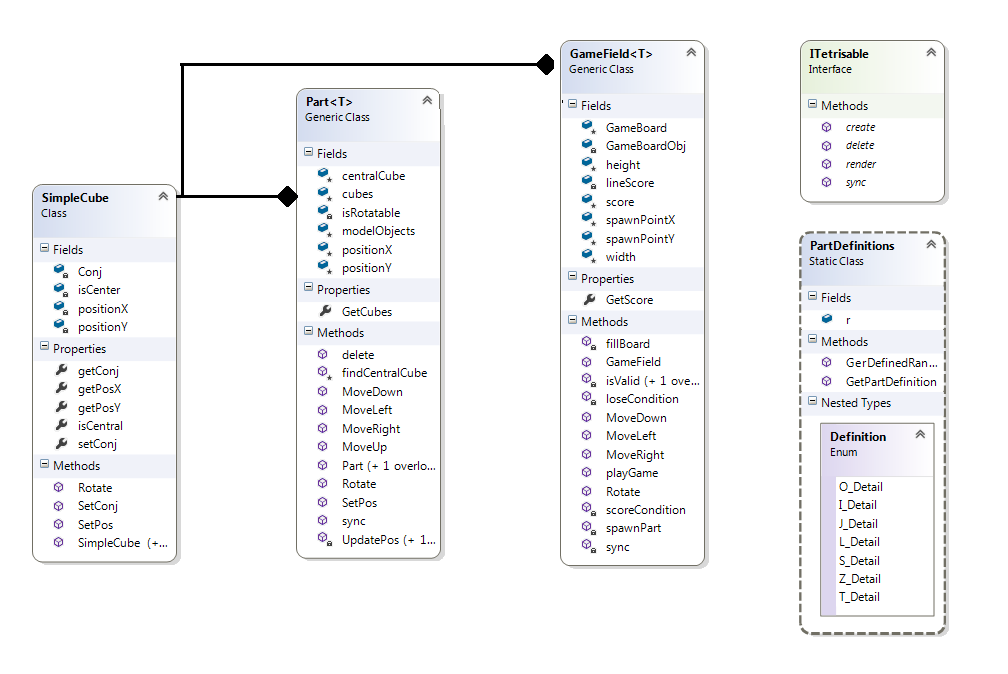 SimpleCube
Class
Fields
Conj
isCenter
positionX
positionY
Properties
getConj
getPosX
getPosY
isCentral
setConj
Methods
Rotate
SetConj
SetPos
SimpleCube (+...
Part<T>
Generic Class
Fields
centralCube
cubes
isRotatable
modelObjects
positionX
positionY
Properties
GetCubes
Methods
delete
findCentralCube
MoveDown
MoveLeft
MoveRight
MoveUp
Part (+ 1 overlo...
Rotate
SetPos
sync
UpdatePos (+ 1...
GameField<T>
Generic Class
Fields
GameBoard
GameBoardObj
height
lineScore
score
spawnPointX
spawnPointY
width
Properties
GetScore
Methods
fillBoard
GameField
isValid (+ 1 ove...
loseCondition
MoveDown
MoveLeft
MoveRight
playGame
Rotate
scoreCondition
spawnPart
sync
ITetrisable
Interface
Methods
create
delete
render
sync
PartDefinitions
Static Class
Fields
r
Methods
GerDefinedRan...
GetPartDefinition
Nested Types
Definition
Enum
O_Detail
I_Detail
J_Detail
L_Detail
S_Detail
Z_Detail
T_Detail